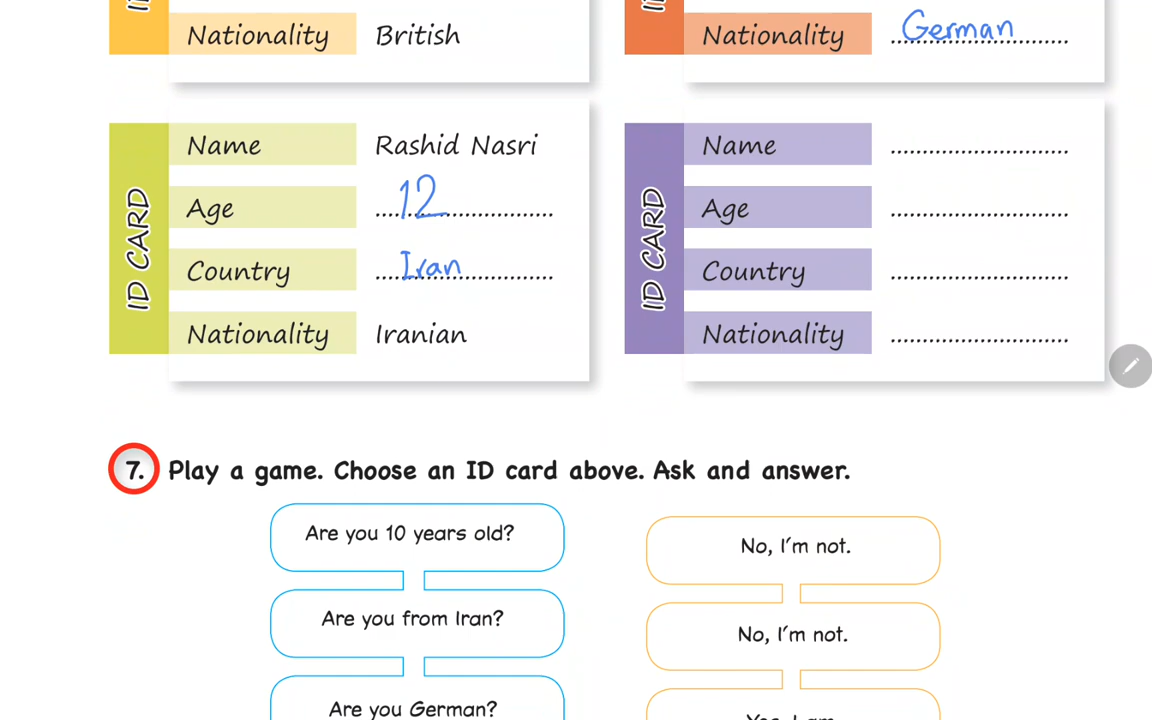 Nationality British
Nationality German
ID CARD
Name Rashid Nasri
Age 12
Country Iran
Nationality Iranian
ID CARD
Name
Age
Country
Nationality
7. Play a game. Choose an ID card above. Ask and answer.
Are you 10 years old?
No, I'm not.
Are you from Iran?
No, I'm not.
Are you German?
Yes, I am.